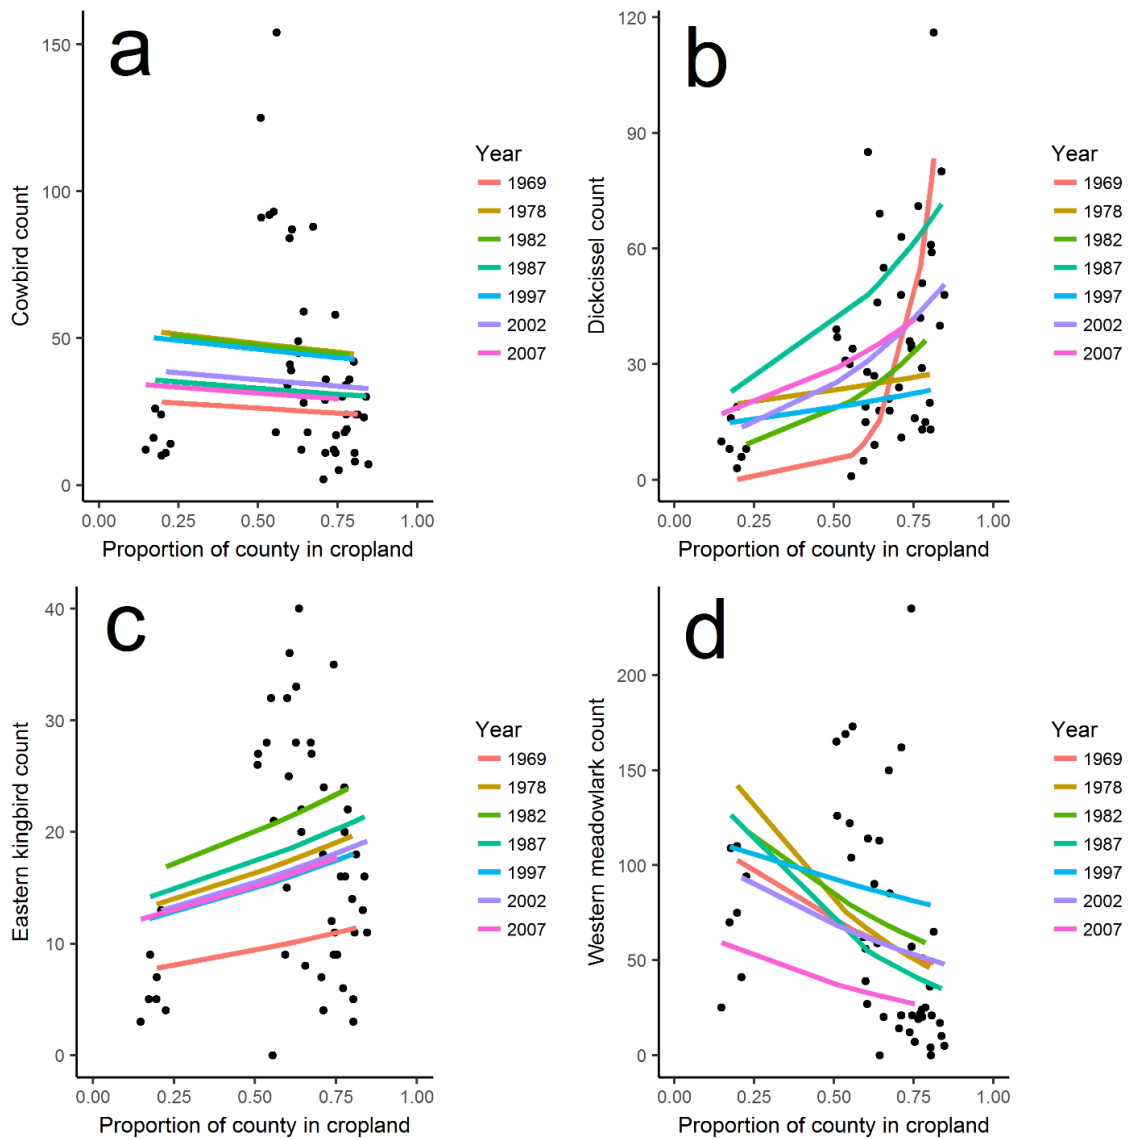 a
Cowbird count
150
100
50
0
0.00 0.25 0.50 0.75 1.00
Proportion of county in cropland
Year
1969
1978
1982
1987
1997
2002
2007
b
Dickcissel count
120
90
60
30
0
0.00 0.25 0.50 0.75 1.00
Proportion of county in cropland
Year
1969
1978
1982
1987
1997
2002
2007
c
Eastern kingbird count
40
30
20
10
0
0.00 0.25 0.50 0.75 1.00
Proportion of county in cropland
Year
1969
1978
1982
1987
1997
2002
2007
d
Western meadowlark count
200
150
100
50
0
0.00 0.25 0.50 0.75 1.00
Proportion of county in cropland
Year
1969
1978
1982
1987
1997
2002
2007